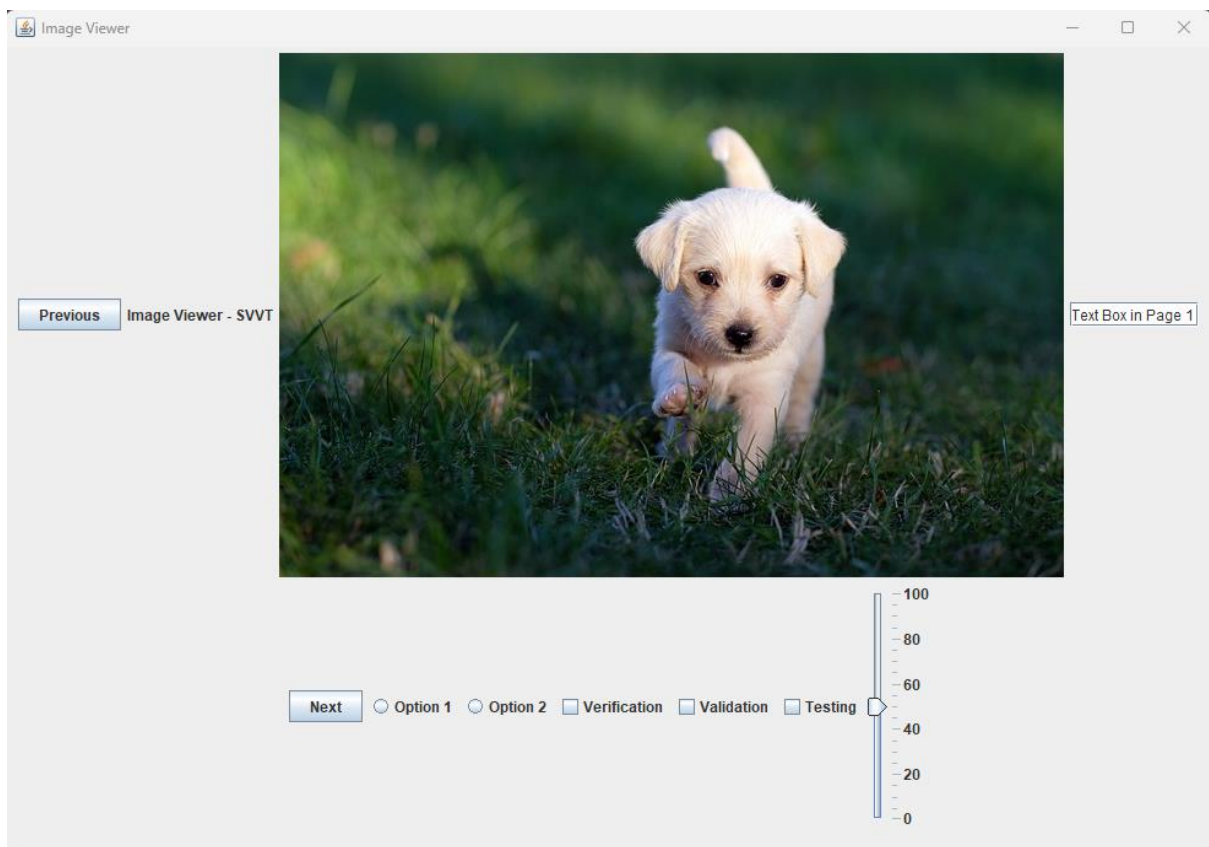 Image Viewer
Previous Image Viewer - SVVT Text Box in Page 1
Next Option 1 Option 2 Verification Validation Testing
100
80
60
40
20
0